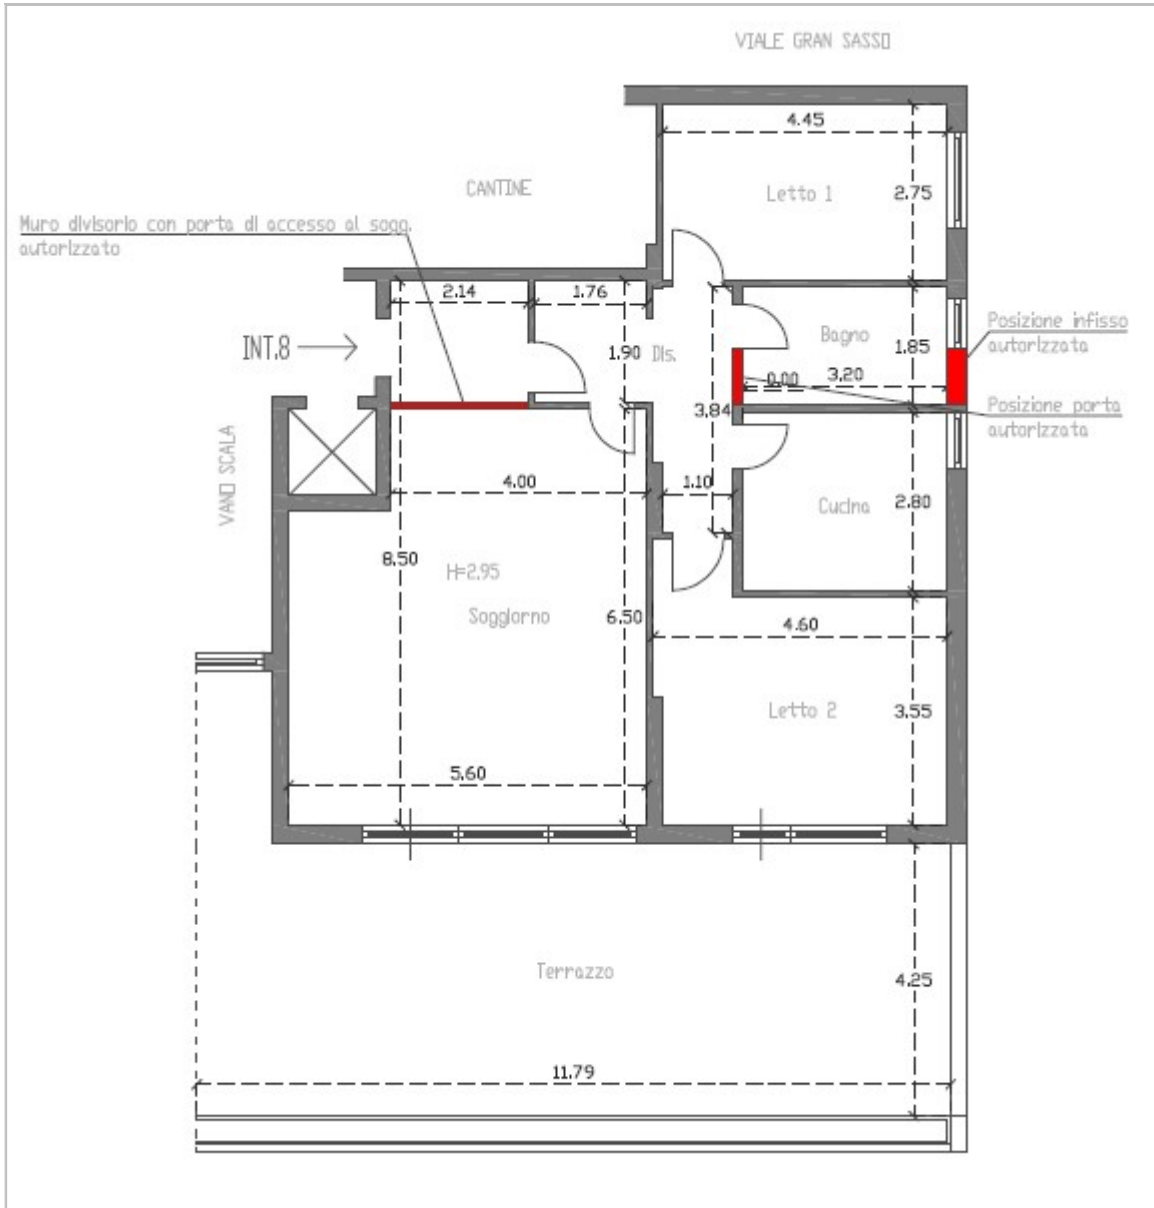 VIALE GRAN SASSO
4.45
CANTINE
Letto 1
2.75
Muro divisorio con porta di accesso al sogg.
autorizzato
2.14
1.76
INT.8
1.90
Dis.
Bagno
1.85
Posizione infisso
autorizzata
0.00
3.20
3.84
Posizione porta
autorizzata
VANO SCALA
4.00
1.10
Cucina
2.80
8.50
H=2.95
Soggiorno
6.50
4.60
Letto 2
3.55
5.60
Terrazzo
4.25
11.79